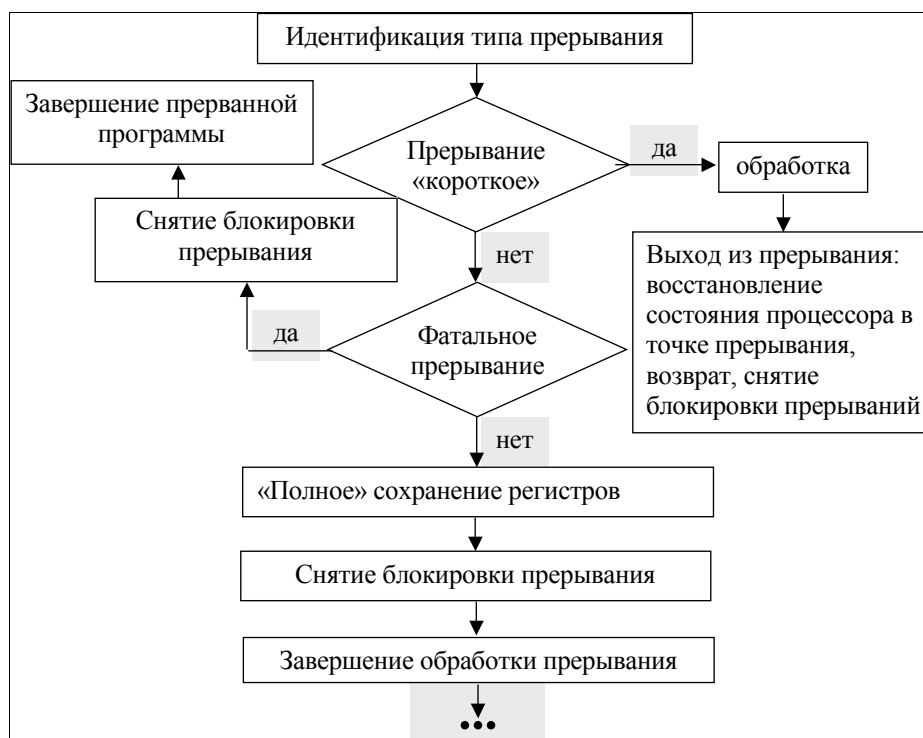 Идентификация типа прерывания
Завершение прерванной
программы
Прерывание
«короткое»
да
обработка
Снятие блокировки
прерывания
нет
Выход из прерывания:
восстановление
состояния процессора в
точке прерывания,
возврат, снятие
блокировки прерываний
да
Фатальное
прерывание
нет
«Полное» сохранение регистров
Снятие блокировки прерывания
Завершение обработки прерывания
•••